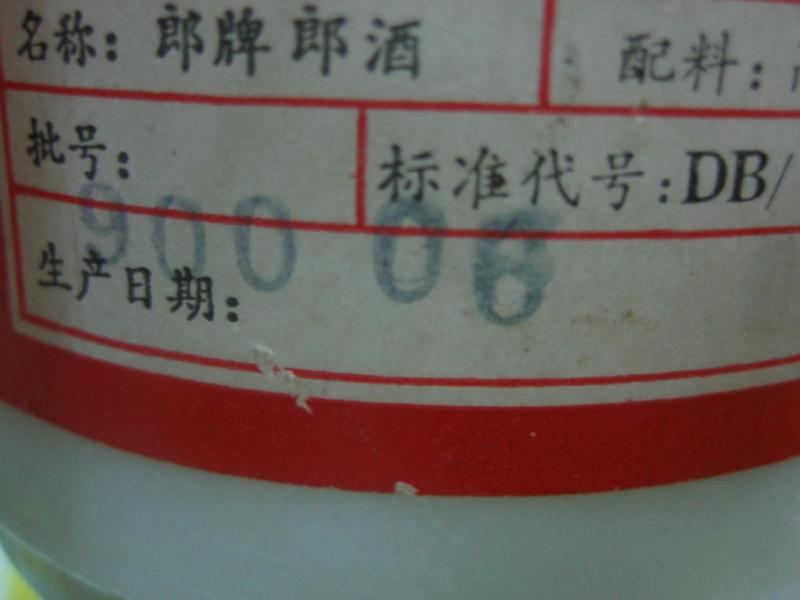 名称：郎牌郎酒
配料：
批号：
标准代号：DB/
900 06
生产日期：